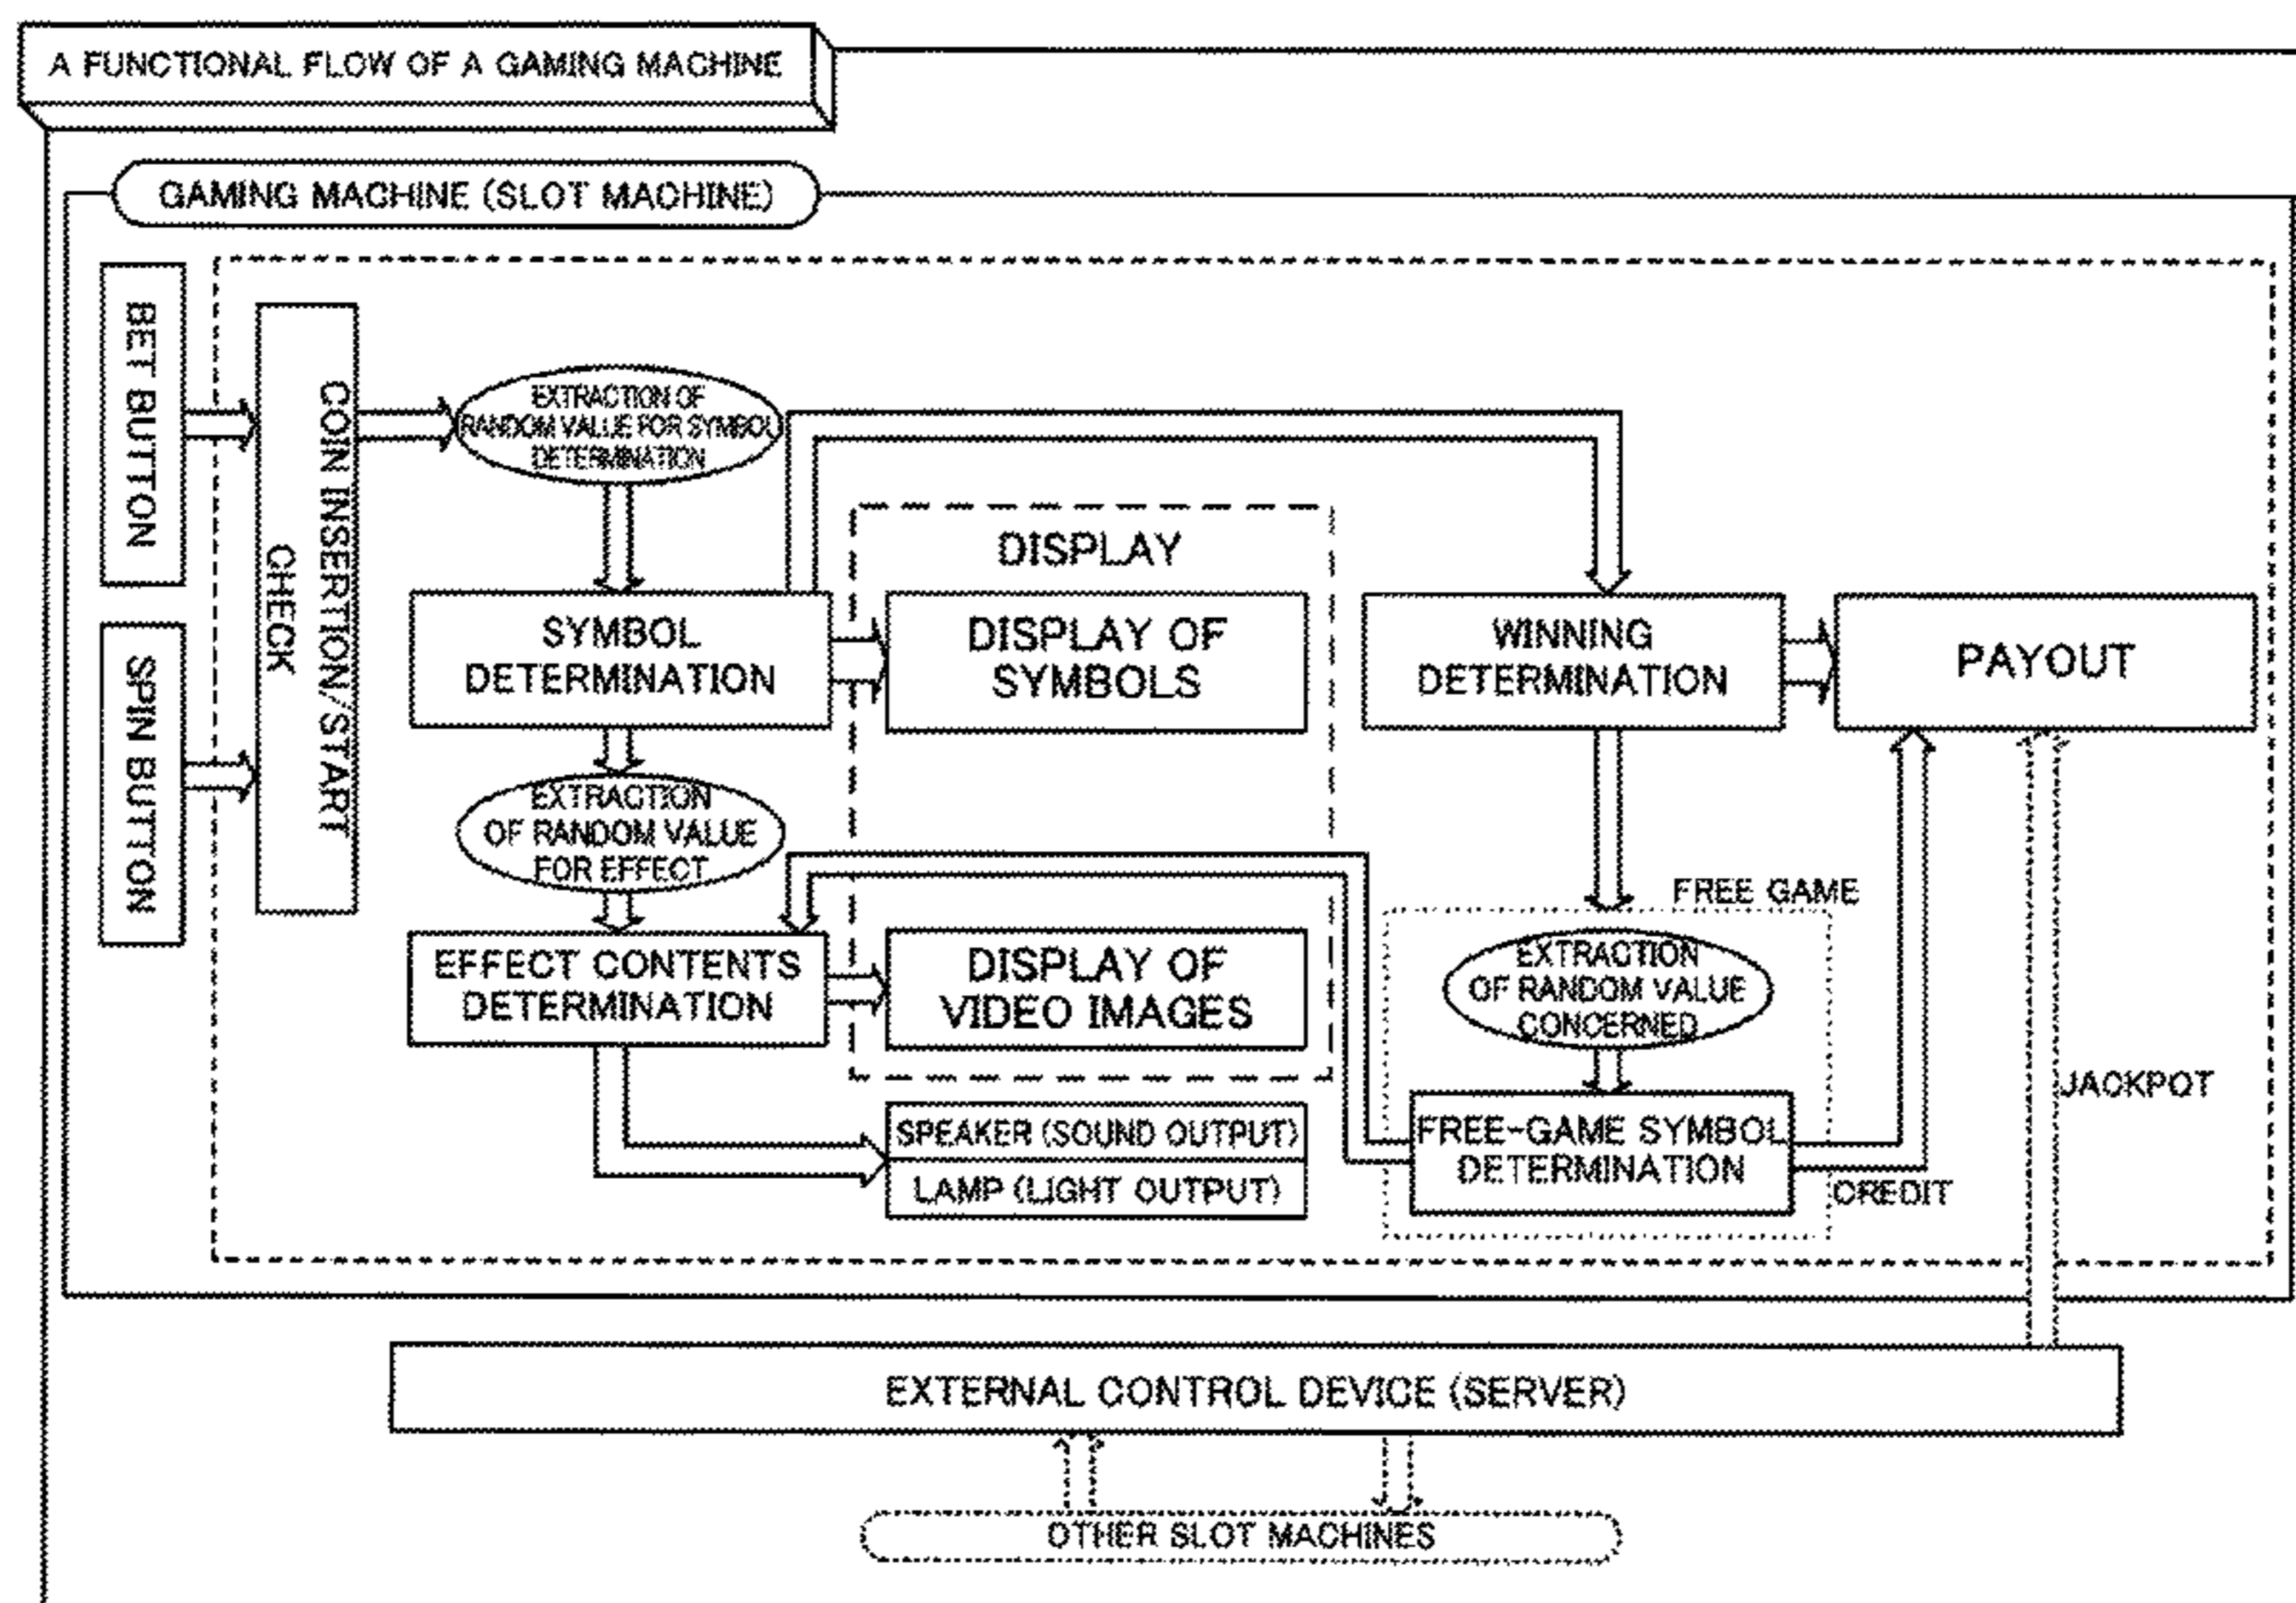 A FUNCTIONAL FLOW OF A GAMING MACHINE
GAMING MACHINE (SLOT MACHINE)
BET BUTTON
SPIN BUTTON
COIN INSERTION/START
CHECK
EXTRACTION OF
RANDOM VALUE FOR SYMBOL
DETERMINATION
SYMBOL
DETERMINATION
EXTRACTION
OF RANDOM VALUE
FOR EFFECT
EFFECT CONTENTS
DETERMINATION
DISPLAY
DISPLAY OF
SYMBOLS
DISPLAY OF
VIDEO IMAGES
SPEAKER (SOUND OUTPUT)
LAMP (LIGHT OUTPUT)
WINNING
DETERMINATION
PAYOUT
FREE GAME
EXTRACTION
OF RANDOM VALUE
CONCERNED
FREE-GAME SYMBOL
DETERMINATION
CREDIT
JACKPOT
EXTERNAL CONTROL DEVICE (SERVER)
OTHER SLOT MACHINES